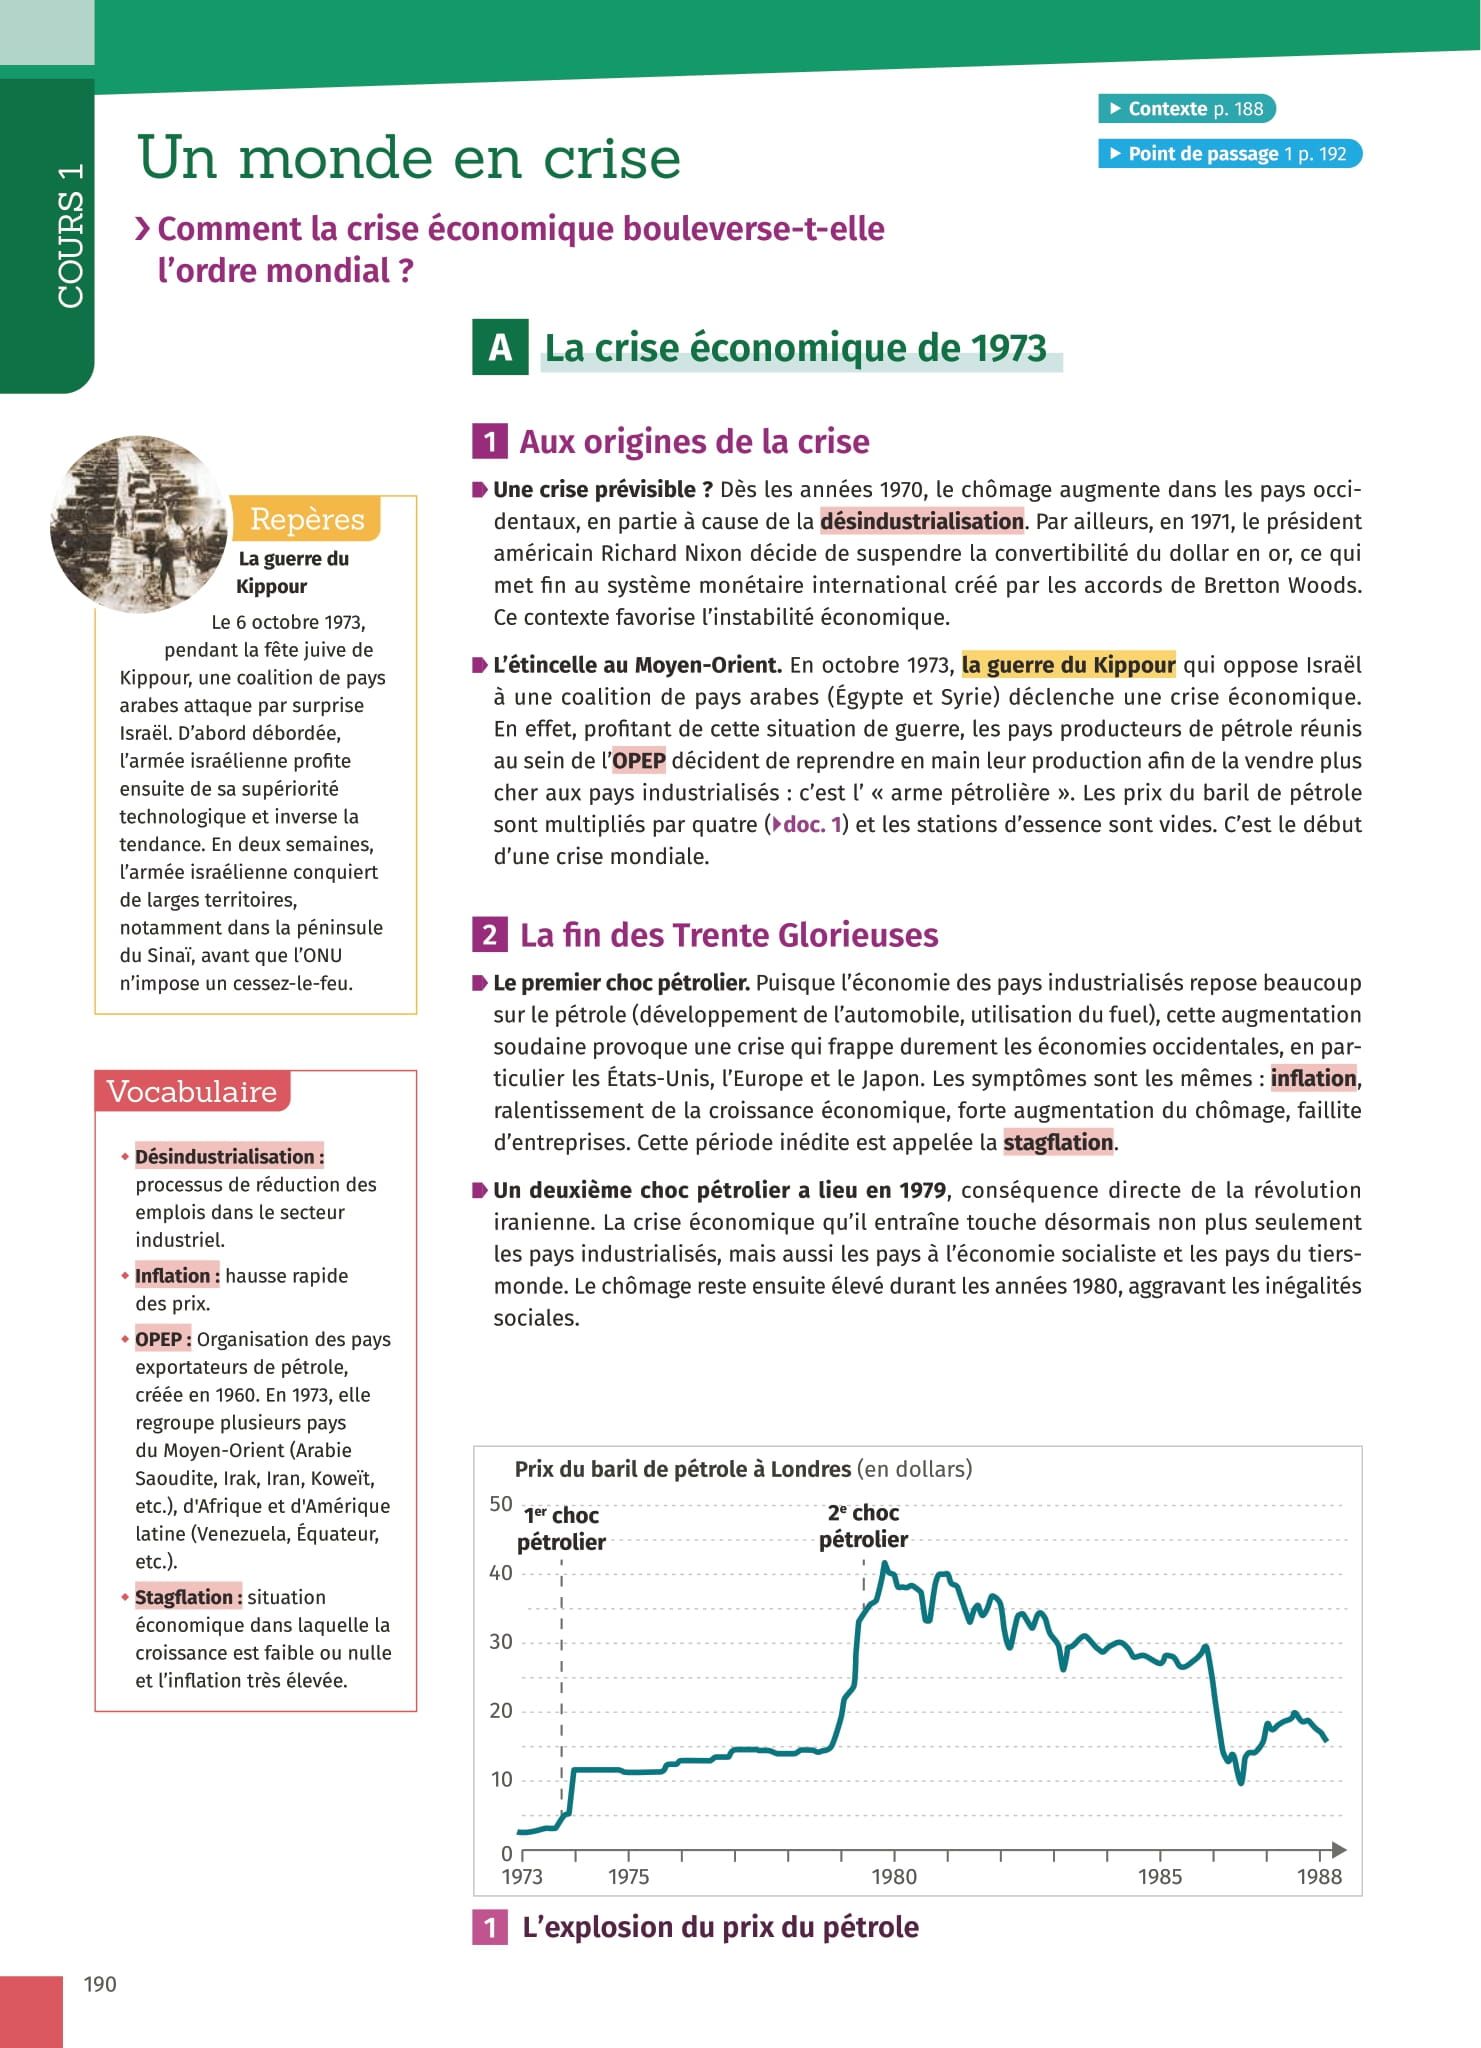 COURS 1
▶ Contexte p. 188
▶ Point de passage 1 p. 192
Un monde en crise
❯ Comment la crise économique bouleverse-t-elle
l'ordre mondial ?
A La crise économique de 1973
1 Aux origines de la crise
Une crise prévisible ? Dès les années 1970, le chômage augmente dans les pays occi-
dentaux, en partie à cause de la désindustrialisation. Par ailleurs, en 1971, le président
américain Richard Nixon décide de suspendre la convertibilité du dollar en or, ce qui
met fin au système monétaire international créé par les accords de Bretton Woods.
Ce contexte favorise l'instabilité économique.
L'étincelle au Moyen-Orient. En octobre 1973, la guerre du Kippour qui oppose Israël
à une coalition de pays arabes (Égypte et Syrie) déclenche une crise économique.
En effet, profitant de cette situation de guerre, les pays producteurs de pétrole réunis
au sein de l'OPEP décident de reprendre en main leur production afin de la vendre plus
cher aux pays industrialisés : c'est l' « arme pétrolière ». Les prix du baril de pétrole
sont multipliés par quatre (▶doc. 1) et les stations d'essence sont vides. C'est le début
d'une crise mondiale.
2 La fin des Trente Glorieuses
Le premier choc pétrolier. Puisque l'économie des pays industrialisés repose beaucoup
sur le pétrole (développement de l'automobile, utilisation du fuel), cette augmentation
soudaine provoque une crise qui frappe durement les économies occidentales, en par-
ticulier les États-Unis, l'Europe et le Japon. Les symptômes sont les mêmes : inflation,
ralentissement de la croissance économique, forte augmentation du chômage, faillite
d'entreprises. Cette période inédite est appelée la stagflation.
Un deuxième choc pétrolier a lieu en 1979, conséquence directe de la révolution
iranienne. La crise économique qu'il entraîne touche désormais non plus seulement
les pays industrialisés, mais aussi les pays à l'économie socialiste et les pays du tiers-
monde. Le chômage reste ensuite élevé durant les années 1980, aggravant les inégalités
sociales.
Repères
La guerre du
Kippour
Le 6 octobre 1973,
pendant la fête juive de
Kippour, une coalition de pays
arabes attaque par surprise
Israël. D'abord débordée,
l'armée israélienne profite
ensuite de sa supériorité
technologique et inverse la
tendance. En deux semaines,
l'armée israélienne conquiert
de larges territoires,
notamment dans la péninsule
du Sinaï, avant que l'ONU
n'impose un cessez-le-feu.
Vocabulaire
• Désindustrialisation :
processus de réduction des
emplois dans le secteur
industriel.
• Inflation : hausse rapide
des prix.
• OPEP : Organisation des pays
exportateurs de pétrole,
créée en 1960. En 1973, elle
regroupe plusieurs pays
du Moyen-Orient (Arabie
Saoudite, Irak, Iran, Koweït,
etc.), d'Afrique et d'Amérique
latine (Venezuela, Équateur,
etc.).
• Stagflation : situation
économique dans laquelle la
croissance est faible ou nulle
et l'inflation très élevée.
Prix du baril de pétrole à Londres (en dollars)
50
1er choc
pétrolier
2e choc
pétrolier
40
30
20
10
0
1973 1975 1980 1985 1988
1 L'explosion du prix du pétrole
190